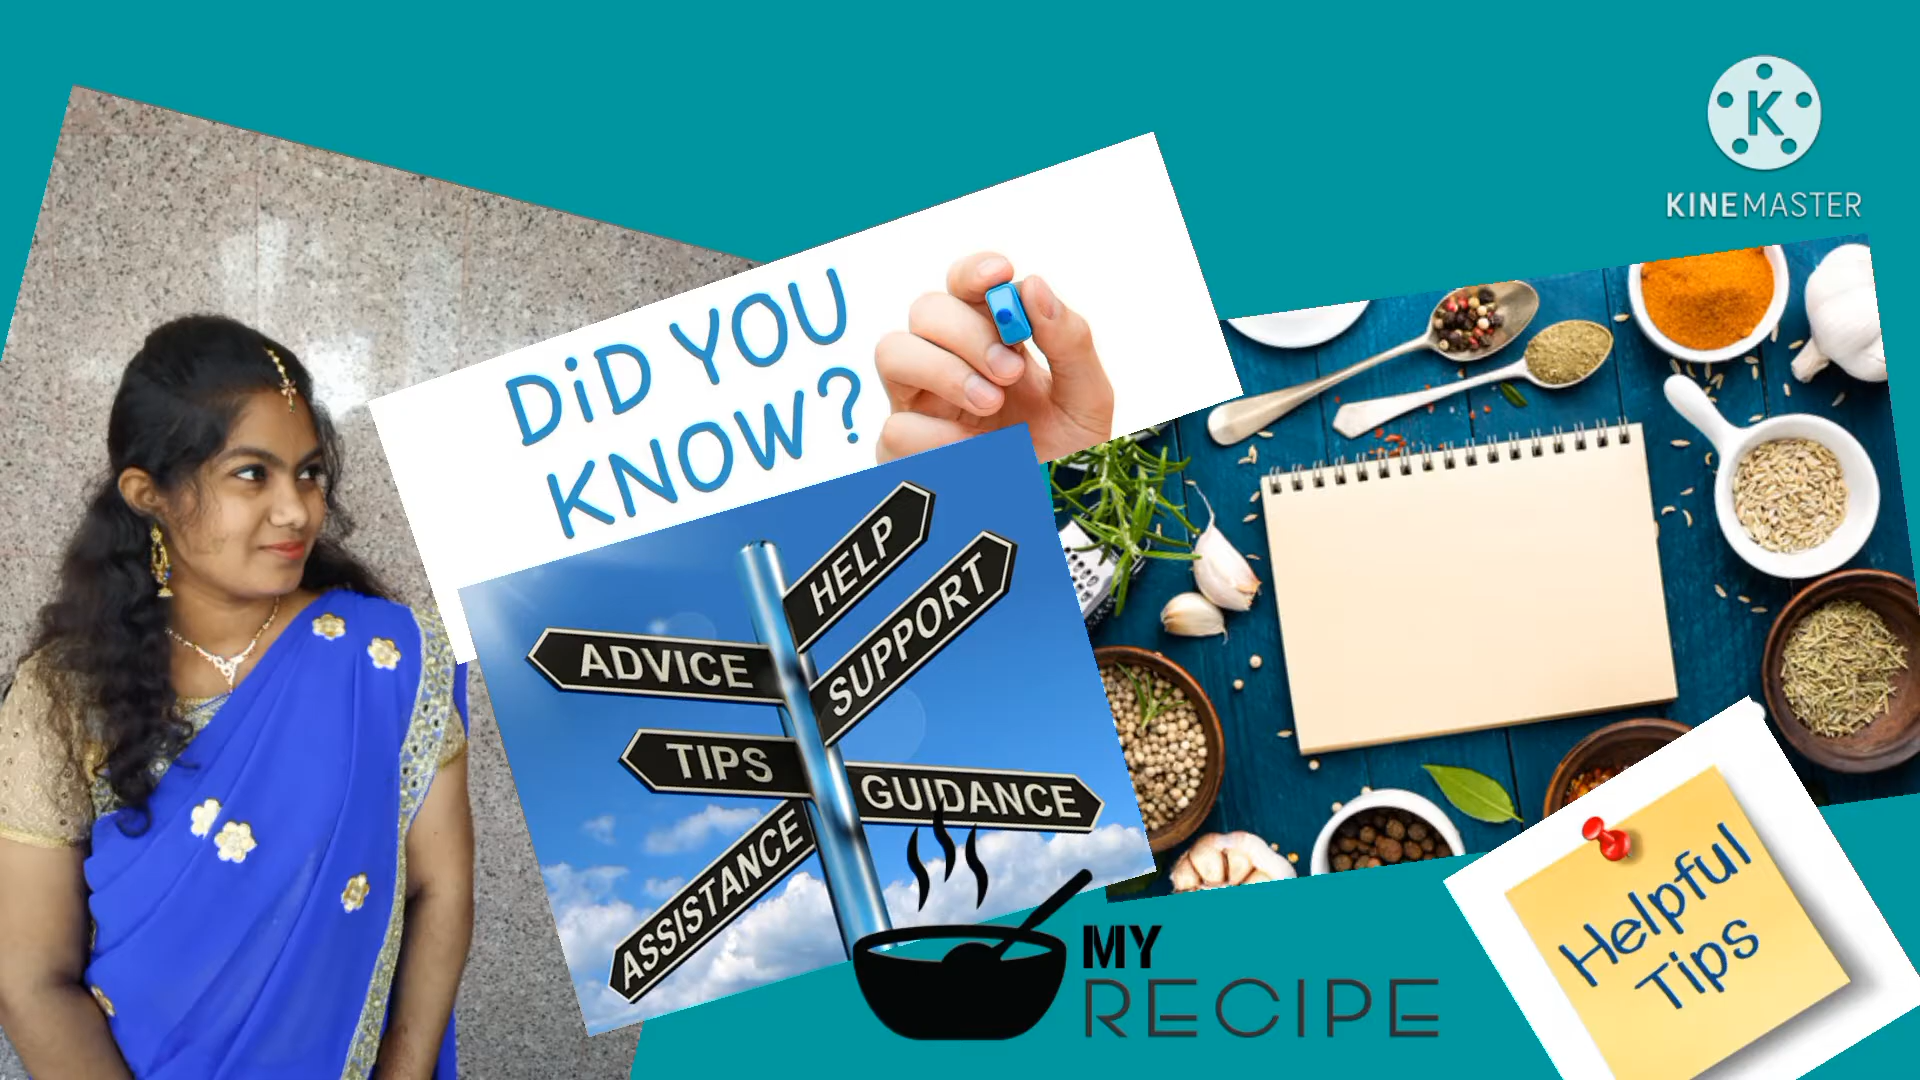 K
KINEMASTER
DiD YOU
KNOW?
HELP
SUPPORT
ADVICE
TIPS
GUIDANCE
ASSISTANCE
MY
RECIPE
Helpful
Tips